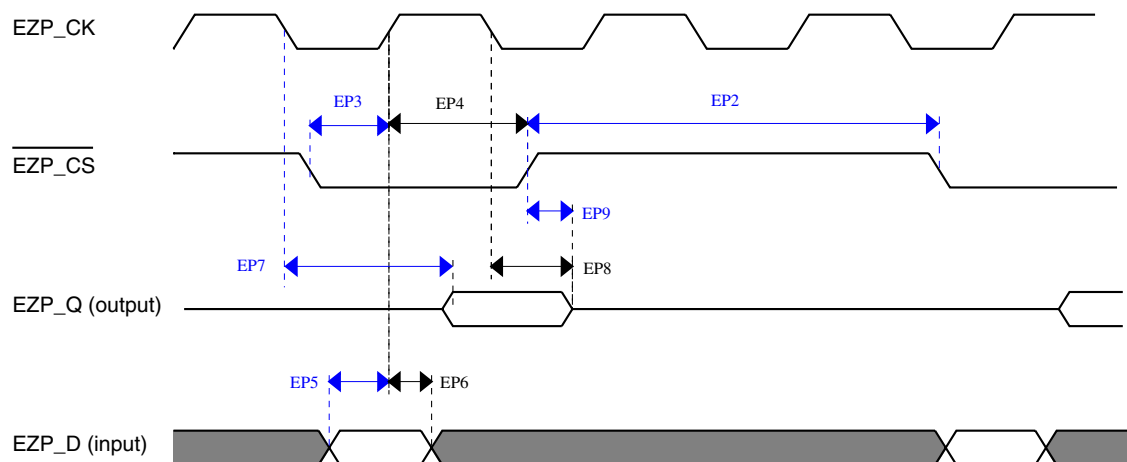 EZP_CK
EP3
EP4
EP2
EZP_CS
EP9
EP7
EP8
EZP_Q (output)
EP5
EP6
EZP_D (input)